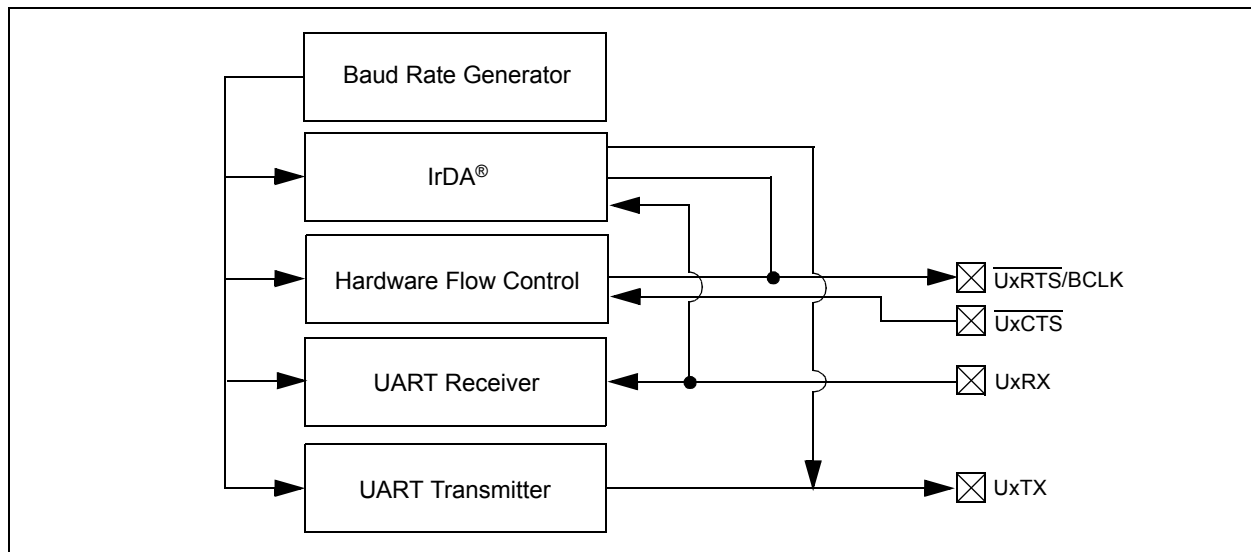 Baud Rate Generator
IrDA®
Hardware Flow Control
UxRTS/BCLK
UxCTS
UART Receiver
UxRX
UART Transmitter
UxTX